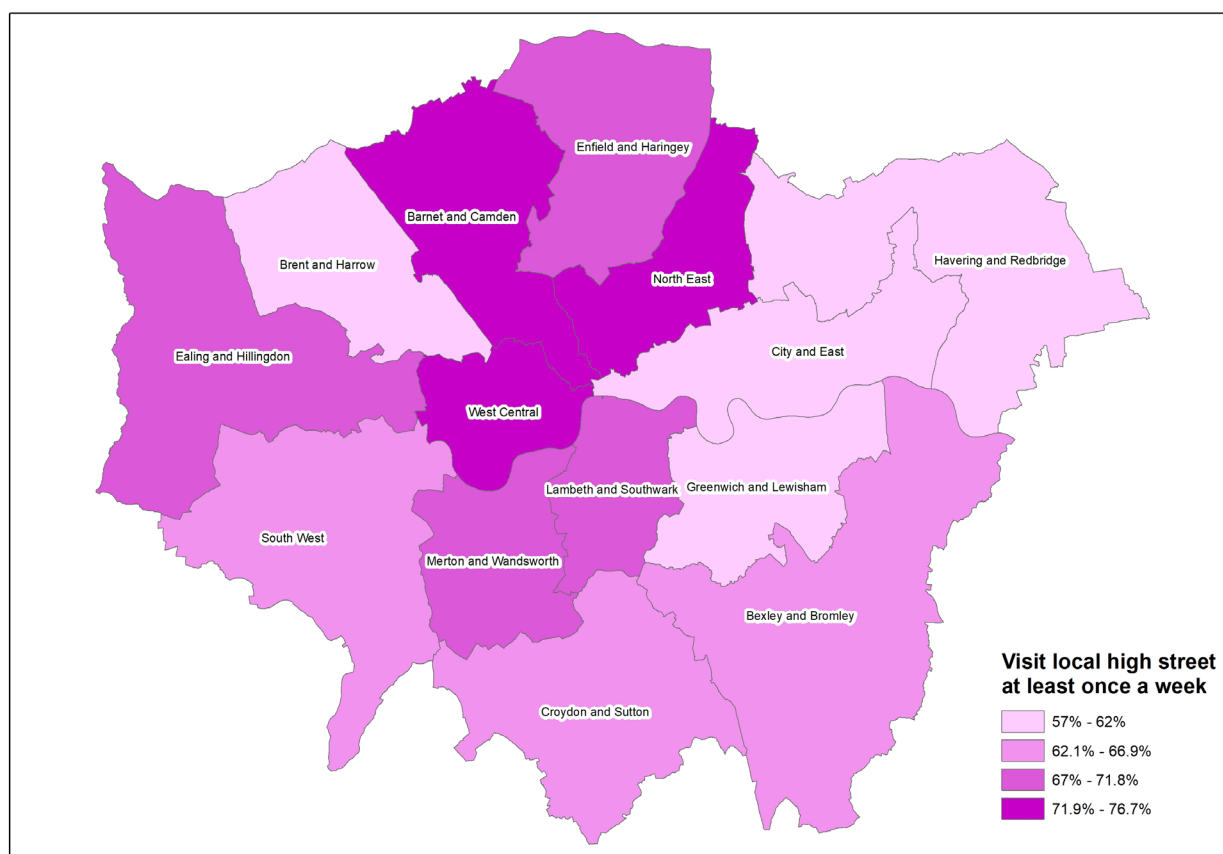 Enfield and Haringey
Barnet and Camden
Brent and Harrow
North East
Havering and Redbridge
Ealing and Hillingdon
City and East
West Central
Lambeth and Southwark
Greenwich and Lewisham
South West
Merton and Wandsworth
Bexley and Bromley
Croydon and Sutton
Visit local high street
at least once a week
57% - 62%
62.1% - 66.9%
67% - 71.8%
71.9% - 76.7%